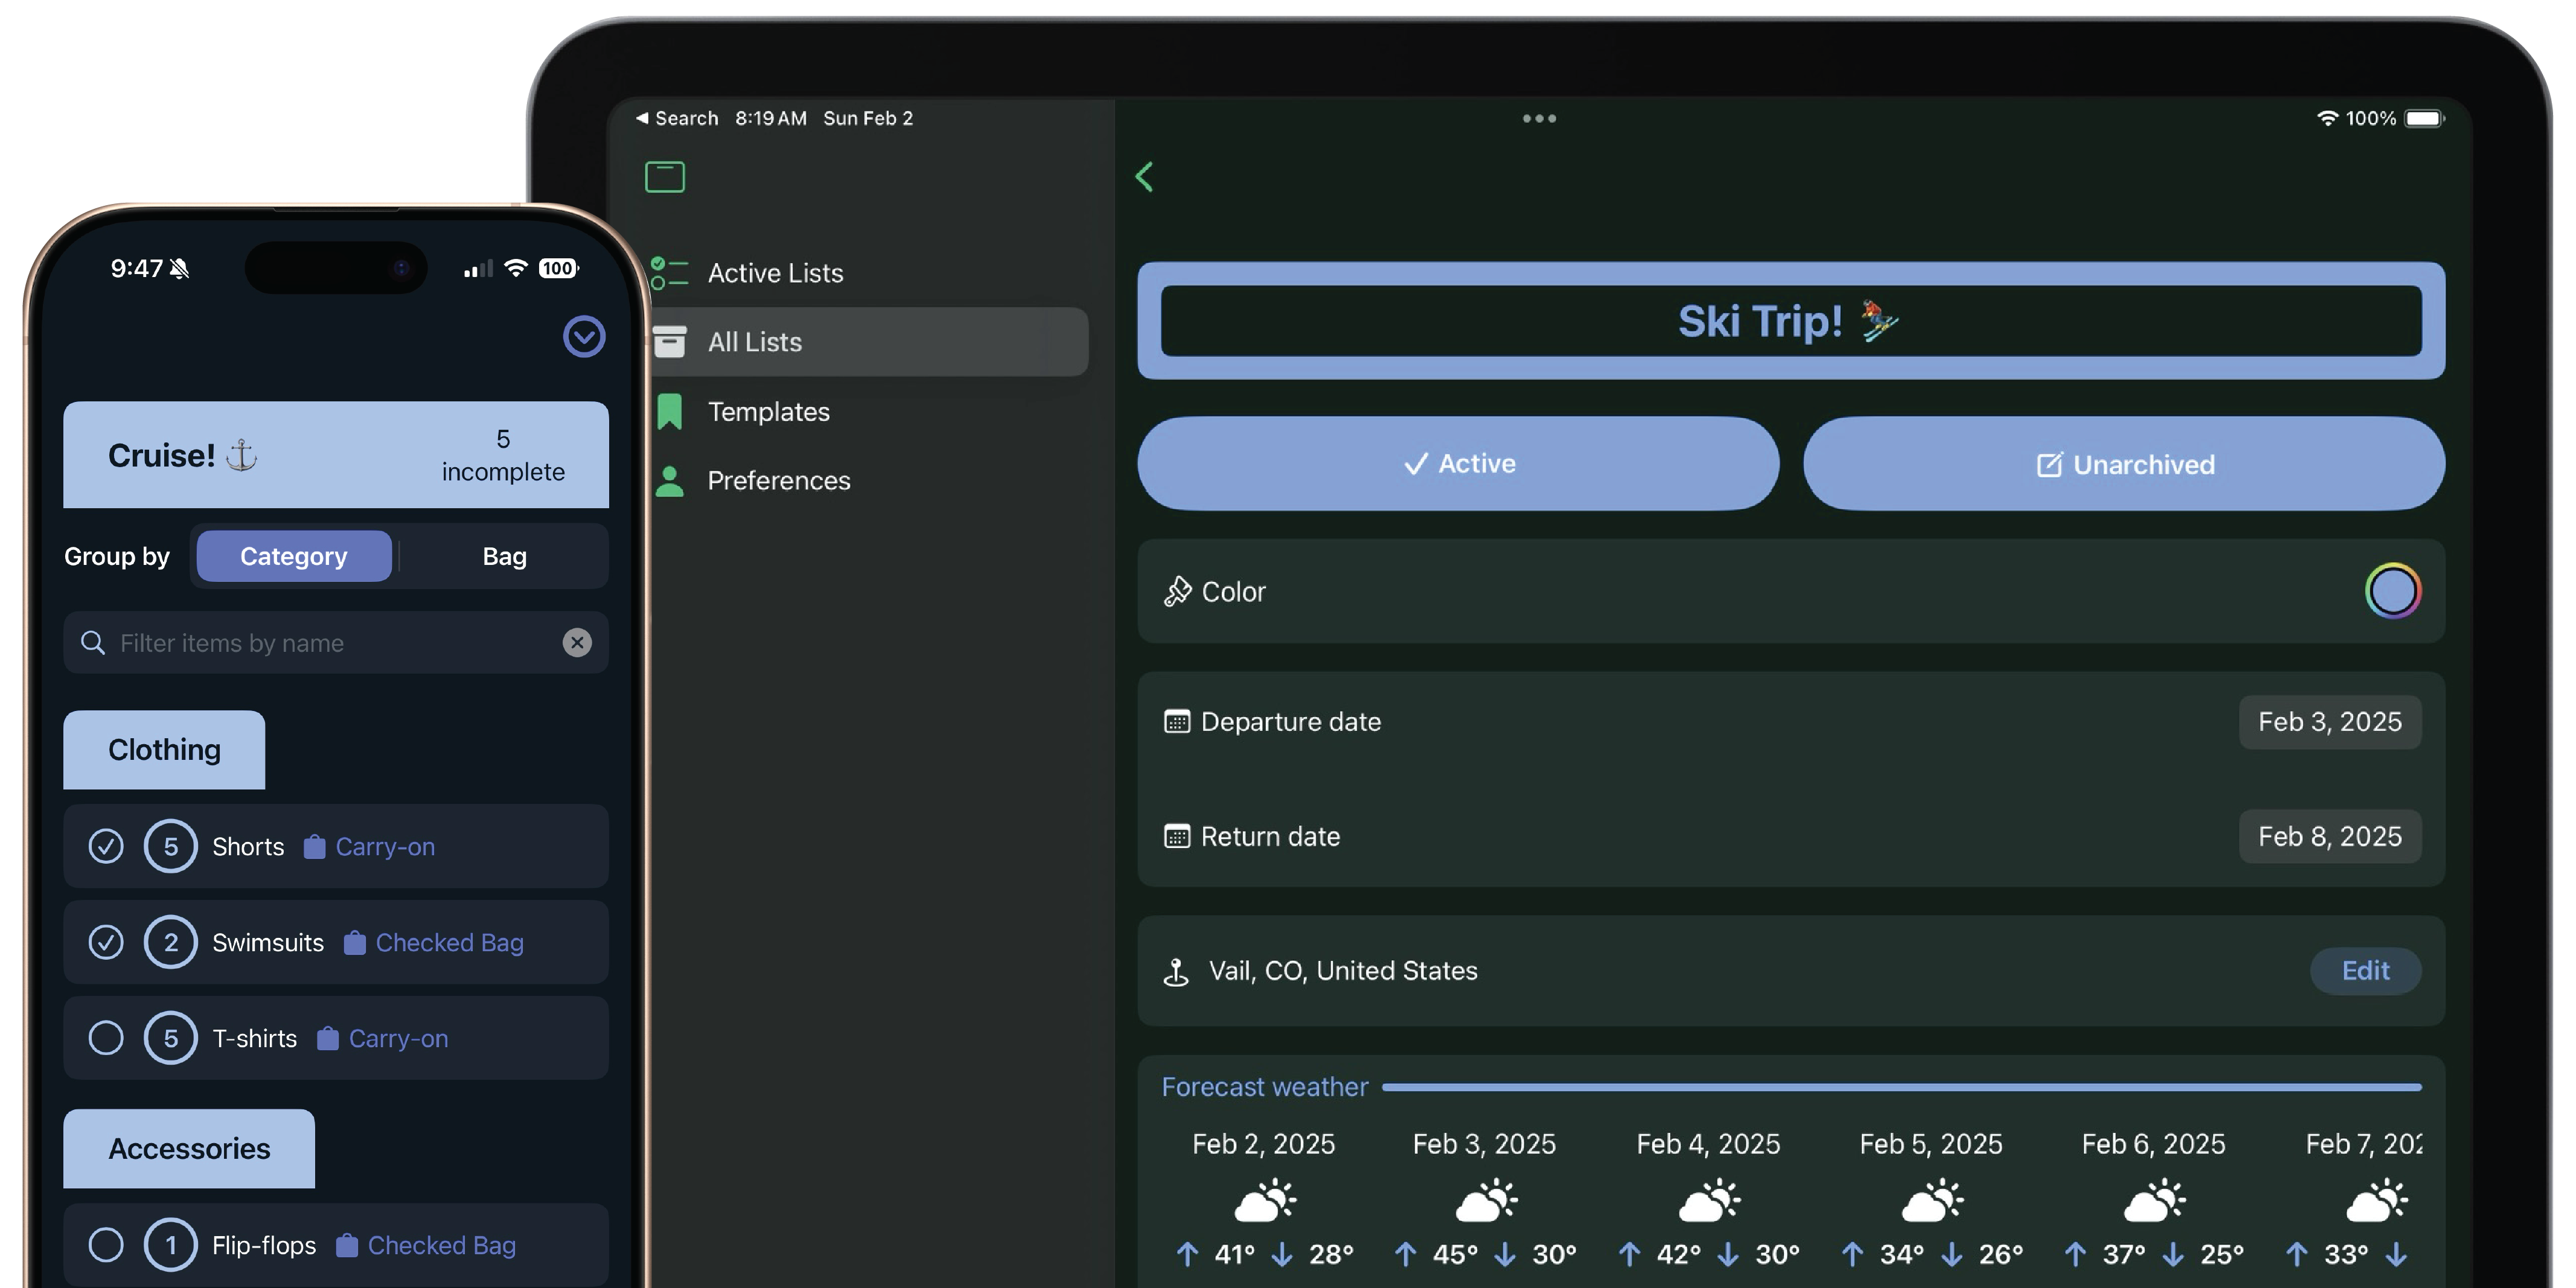 9:47
100
Cruise! ⚓
5
incomplete
Group by Category Bag
Filter items by name
Clothing
5 Shorts Carry-on
2 Swimsuits Checked Bag
5 T-shirts Carry-on
Accessories
1 Flip-flops Checked Bag
Search 8:19 AM Sun Feb 2
100%
Active Lists
All Lists
Templates
Preferences
Ski Trip! ⛷
Active
Unarchived
Color
Departure date Feb 3, 2025
Return date Feb 8, 2025
Vail, CO, United States Edit
Forecast weather
Feb 2, 2025 Feb 3, 2025 Feb 4, 2025 Feb 5, 2025 Feb 6, 2025 Feb 7, 202
↑ 41° ↓ 28° ↑ 45° ↓ 30° ↑ 42° ↓ 30° ↑ 34° ↓ 26° ↑ 37° ↓ 25° ↑ 33° ↓